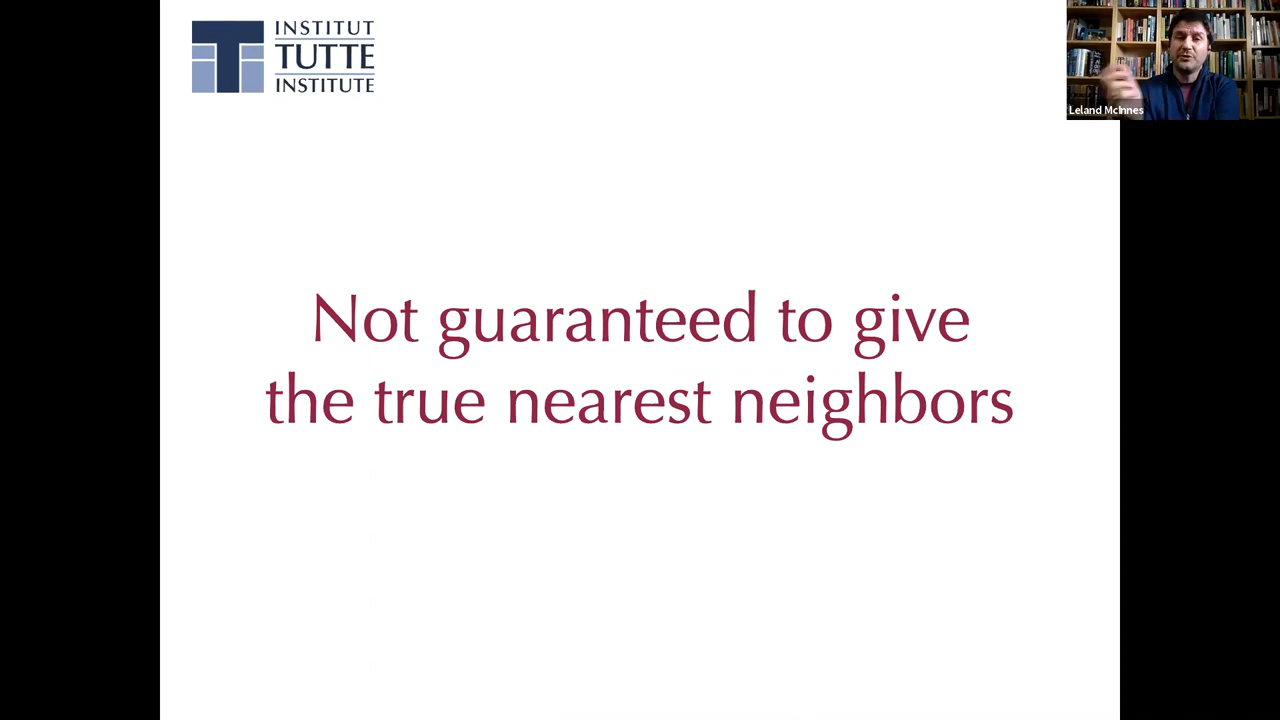 INSTITUT
TUTTE
INSTITUTE
Leland McInnes
Not guaranteed to give
the true nearest neighbors